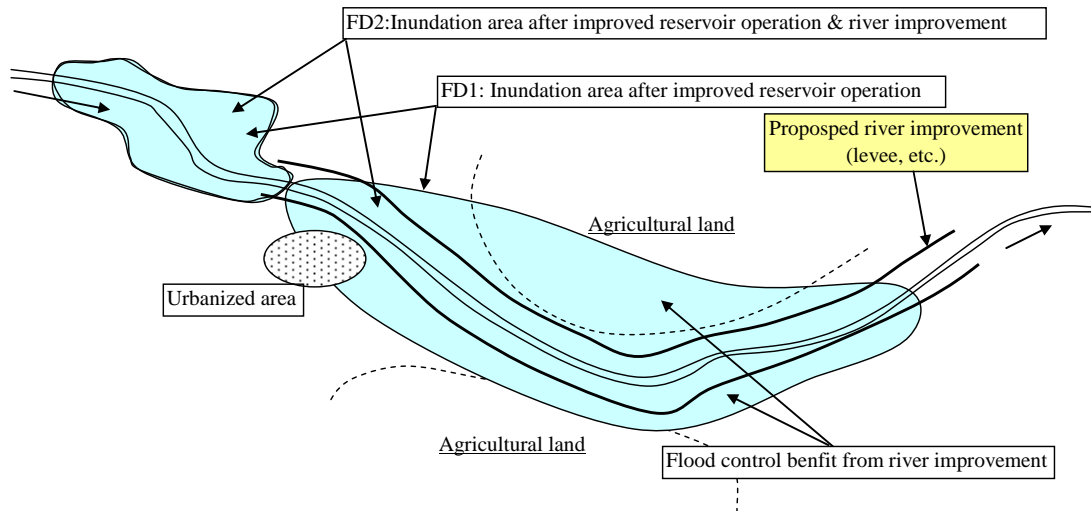 FD2:Inundation area after improved reservoir operation & river improvement
FD1: Inundation area after improved reservoir operation
Proposped river improvement
(levee, etc.)
Agricultural land
Urbanized area
Agricultural land
Flood control benfit from river improvement